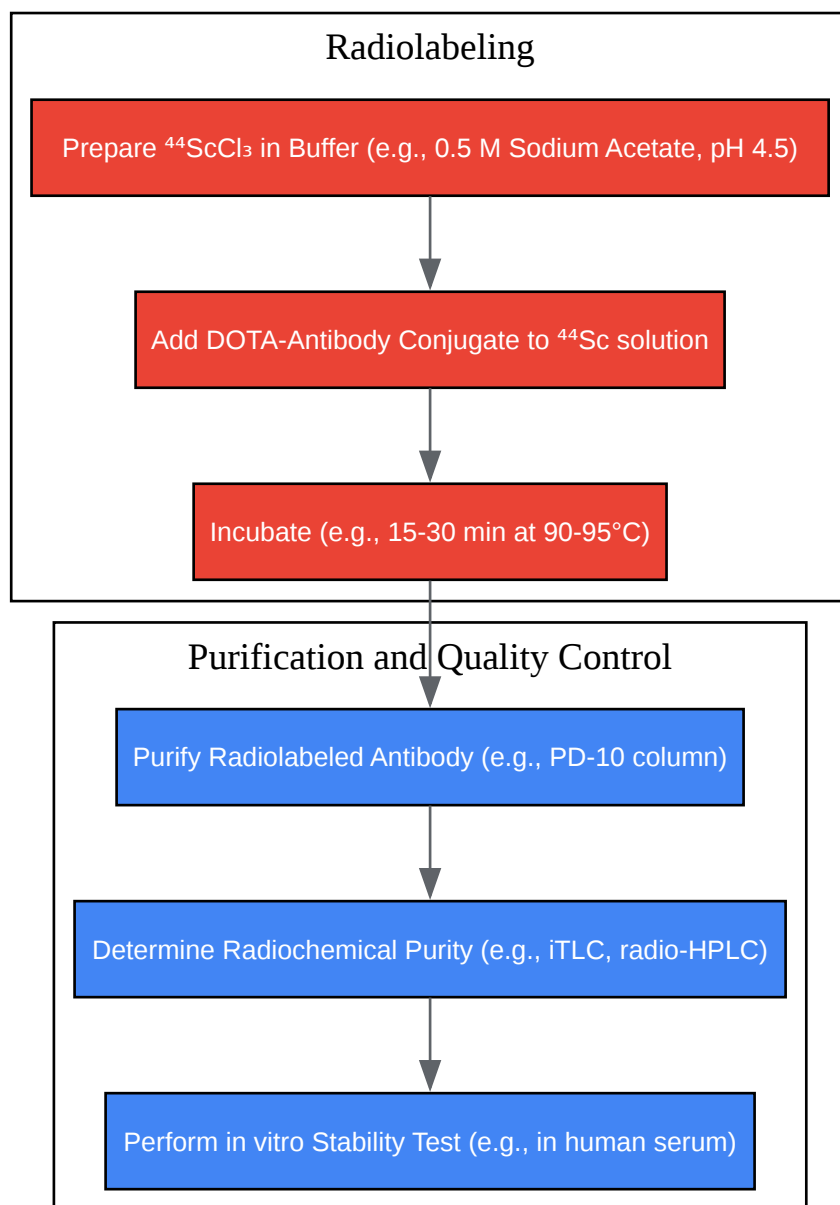 Radiolabeling
Prepare ⁴⁴ScCl₃ in Buffer (e.g., 0.5 M Sodium Acetate, pH 4.5)
Add DOTA-Antibody Conjugate to ⁴⁴Sc solution
Incubate (e.g., 15-30 min at 90-95°C)
Purification and Quality Control
Purify Radiolabeled Antibody (e.g., PD-10 column)
Determine Radiochemical Purity (e.g., iTLC, radio-HPLC)
Perform in vitro Stability Test (e.g., in human serum)